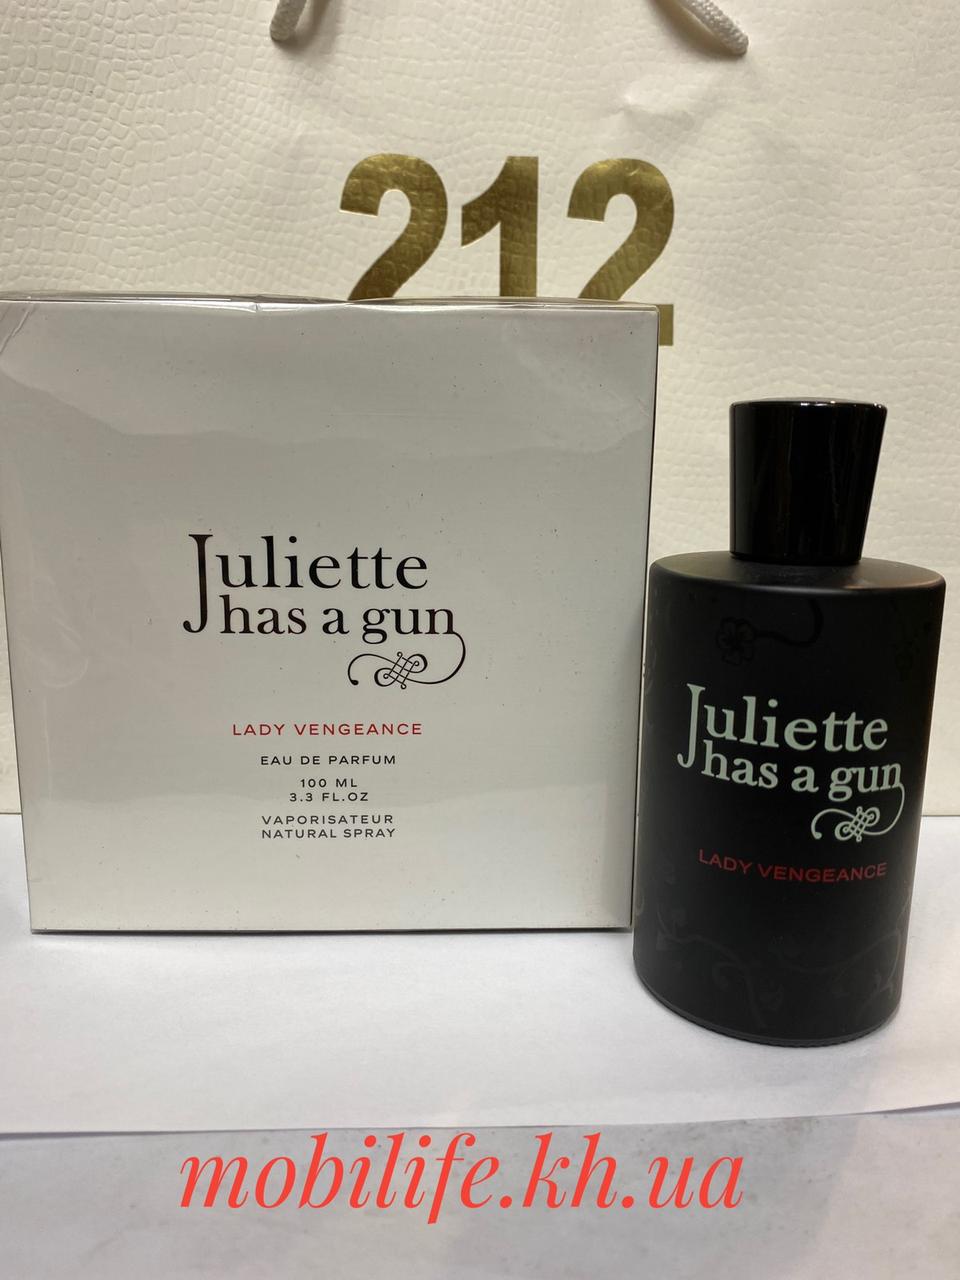 212
Juliette
has a gun
LADY VENGEANCE
EAU DE PARFUM
100 ML
3.3 FL.OZ
VAPORISATEUR
NATURAL SPRAY
Juliette
has a gun
LADY VENGEANCE
mobilife.kh.ua